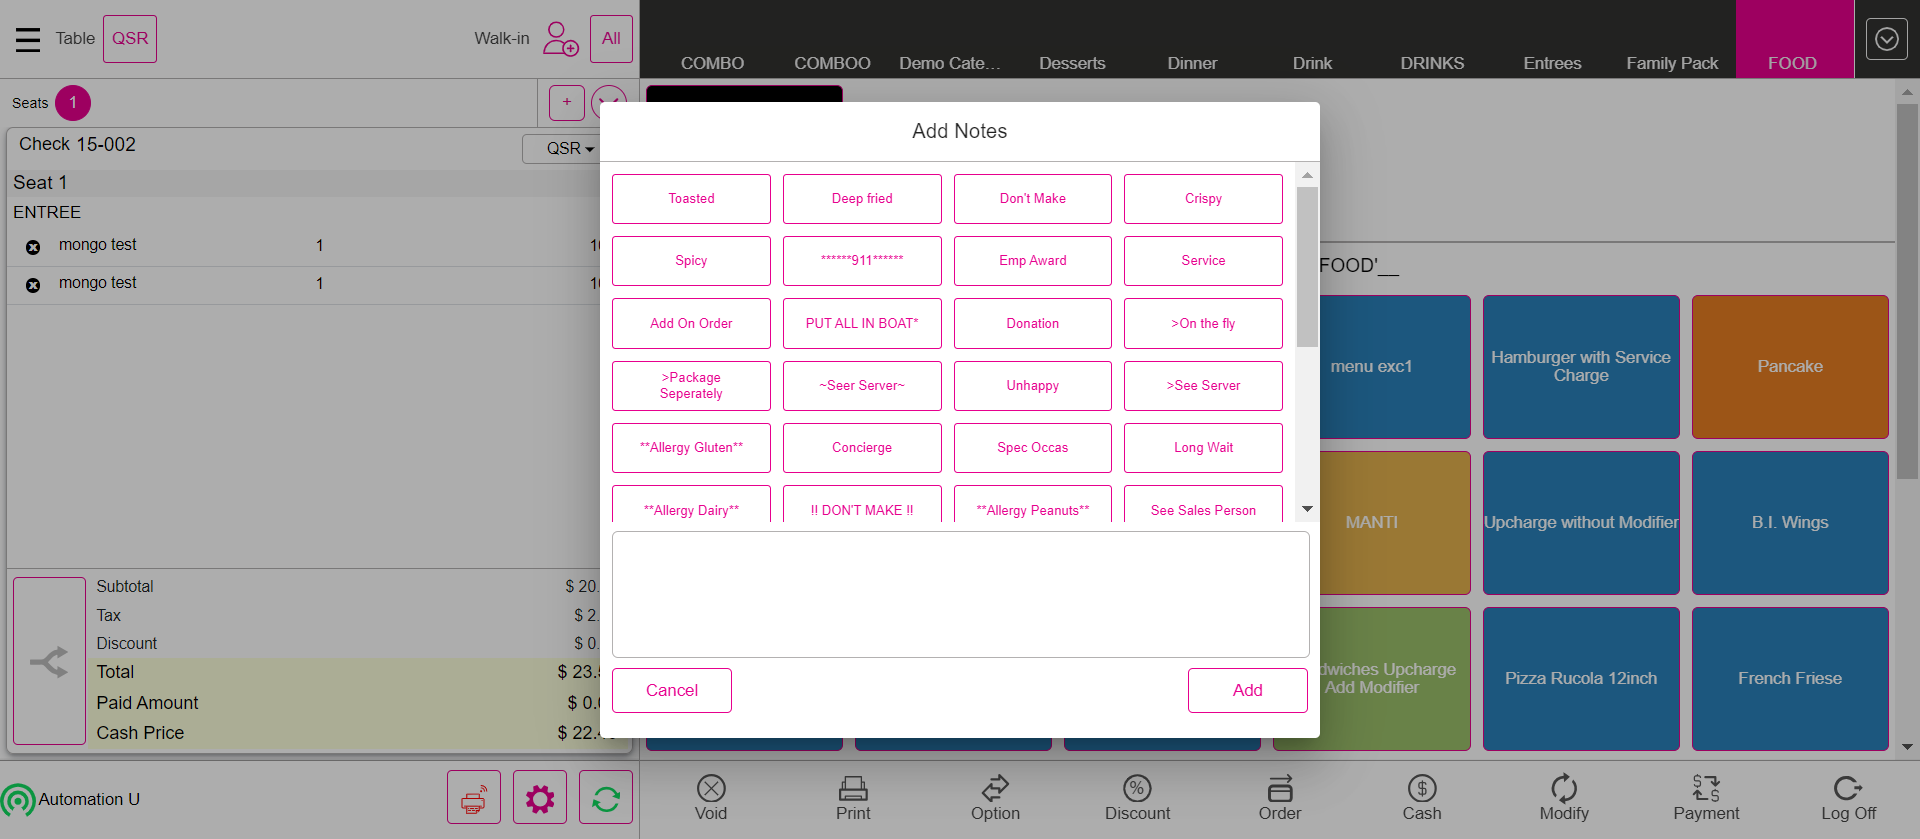 Table QSR
Walk-in All
COMBO COMBOO Demo Cate... Desserts Dinner Drink DRINKS Entrees Family Pack FOOD
Seats 1 +
Check 15-002
QSR
Seat 1
ENTREE
mongo test 1
mongo test 1
Subtotal $ 20.
Tax $ 2.
Discount $ 0.
Total $ 23.
Paid Amount $ 0.
Cash Price $ 22.
Automation U
Add Notes
Toasted Deep fried Don't Make Crispy
Spicy ******911****** Emp Award Service
Add On Order PUT ALL IN BOAT* Donation >On the fly
>Package
Seperately
~Seer Server~ Unhappy >See Server
**Allergy Gluten** Concierge Spec Occas Long Wait
**Allergy Dairy** !! DON'T MAKE !! **Allergy Peanuts** See Sales Person
Cancel Add
FOOD'__
menu exc1
Hamburger with Service
Charge
Pancake
MANTI Upcharge without Modifier B.I. Wings
dwiches Upcharge
Add Modifier
Pizza Rucola 12inch French Friese
Void Print Option Discount Order Cash Modify Payment Log Off